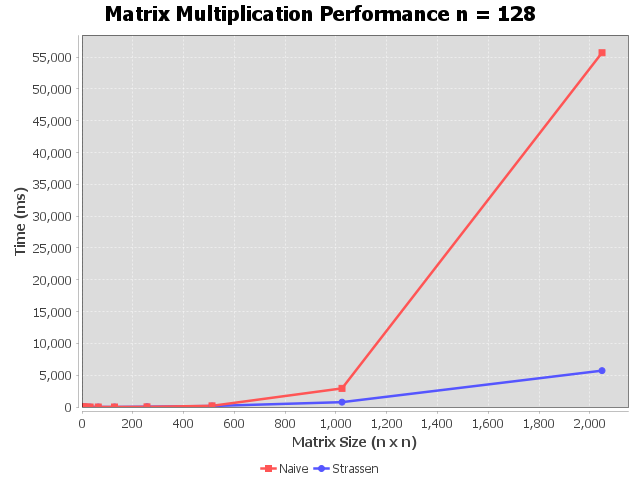 Matrix Multiplication Performance n = 128
Time (ms)
55,000
50,000
45,000
40,000
35,000
30,000
25,000
20,000
15,000
10,000
5,000
0
0 200 400 600 800 1,000 1,200 1,400 1,600 1,800 2,000
Matrix Size (n x n)
Naive Strassen